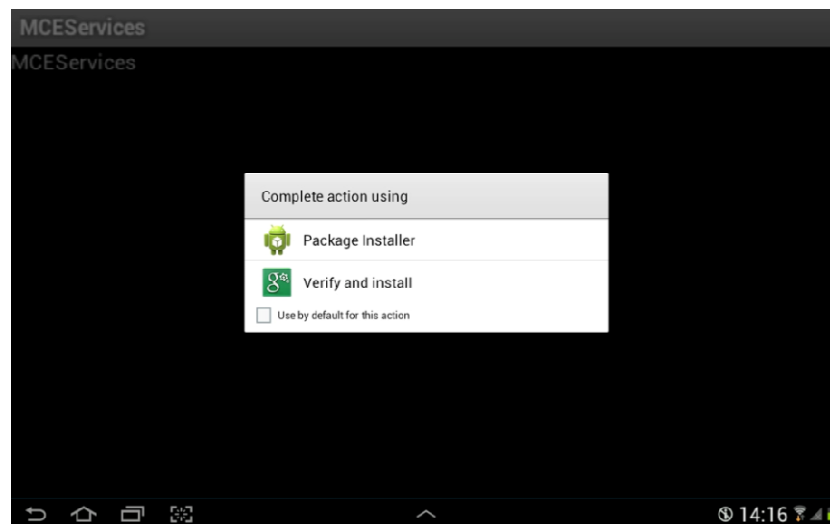 MCEServices
MCEServices
Complete action using
Package Installer
Verify and install
Use by default for this action
14:16